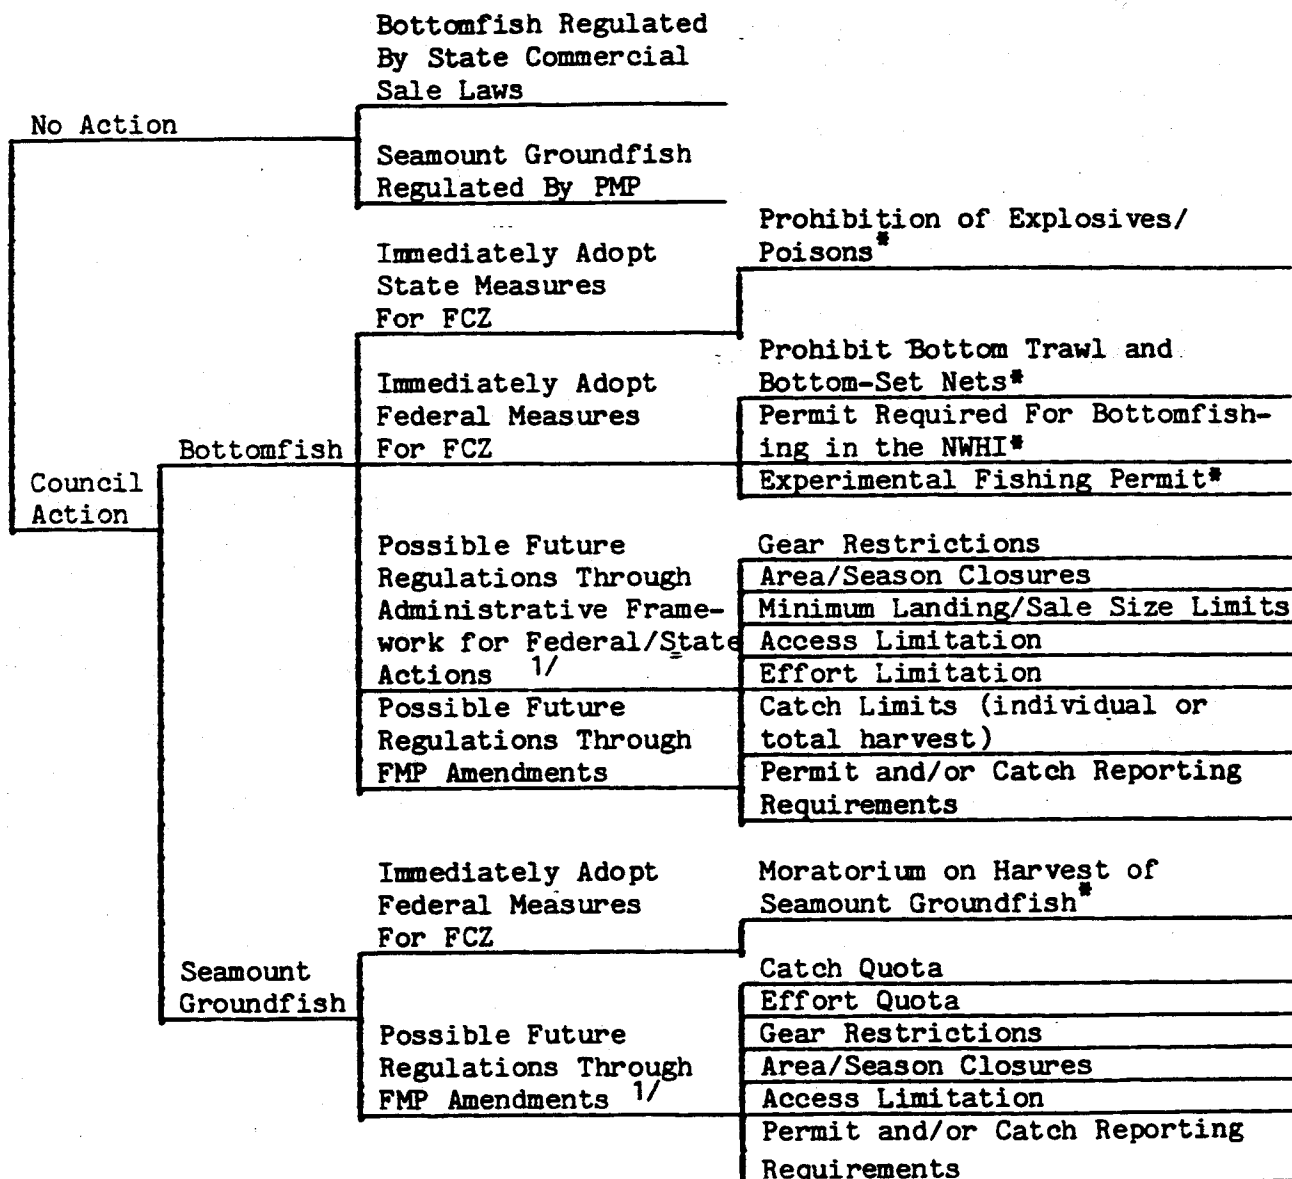 Bottomfish Regulated
By State Commercial
Sale Laws
No Action
Seamount Groundfish
Regulated By PMP
Immediately Adopt
State Measures
For FCZ
Prohibition of Explosives/
Poisons*
Immediately Adopt
Federal Measures
For FCZ
Prohibit Bottom Trawl and
Bottom-Set Nets*
Permit Required For Bottomfish-
ing in the NWHI*
Experimental Fishing Permit*
Bottomfish
Council
Action
Possible Future
Regulations Through
Administrative Frame-
work for Federal/State
Actions 1/
Possible Future
Regulations Through
FMP Amendments
Gear Restrictions
Area/Season Closures
Minimum Landing/Sale Size Limits
Access Limitation
Effort Limitation
Catch Limits (individual or
total harvest)
Permit and/or Catch Reporting
Requirements
Immediately Adopt
Federal Measures
For FCZ
Moratorium on Harvest of
Seamount Groundfish*
Seamount
Groundfish
Possible Future
Regulations Through
FMP Amendments 1/
Catch Quota
Effort Quota
Gear Restrictions
Area/Season Closures
Access Limitation
Permit and/or Catch Reporting
Requirements